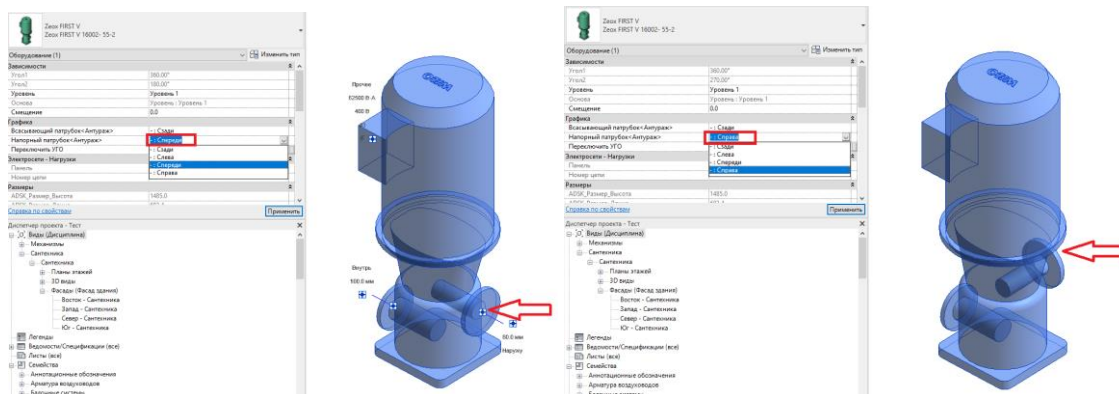 Zeox FIRST V
Zeox FIRST V 16002- 55-2
Оборудование (1)
Изменить тип
Зависимости
Угол1 360.00°
Угол2 180.00°
Уровень Уровень 1
Основа Уровень : Уровень 1
Смещение 0.0
Графика
Всасывающий патрубок<Антураж> - : Сзади
Напорный патрубок<Антураж> - : Спереди
Переключить УГО - : Сзади
- : Слева
Электросети - Нагрузки - : Спереди
Панель - : Справа
Номер цепи
Размеры
ADSK_Размер_Высота 1485.0
Справка по свойствам Применить
Диспетчер проекта - Тест
Виды (Дисциплина)
Механизмы
Сантехника
Сантехника
Планы этажей
3D виды
Фасады (Фасад здания)
Восток - Сантехника
Запад - Сантехника
Север - Сантехника
Юг - Сантехника
Легенды
Ведомости/Спецификации (все)
Листы (все)
Семейства
Аннотационные обозначения
Арматура воздуховодов
Балочные системы
Прочее
400 В
Внутрь
100.0 мм
80.0 мм
Наружу
Zeox FIRST V
Zeox FIRST V 16002- 55-2
Оборудование (1)
Изменить тип
Зависимости
Угол1 360.00°
Угол2 270.00°
Уровень Уровень 1
Основа Уровень : Уровень 1
Смещение 0.0
Графика
Всасывающий патрубок<Антураж> - : Сзади
Напорный патрубок<Антураж> - : Справа
Переключить УГО - : Сзади
- : Слева
Электросети - Нагрузки - : Спереди
Панель - : Справа
Номер цепи
Размеры
ADSK_Размер_Высота 1485.0
Справка по свойствам Применить
Диспетчер проекта - Тест
Виды (Дисциплина)
Механизмы
Сантехника
Сантехника
Планы этажей
3D виды
Фасады (Фасад здания)
Восток - Сантехника
Запад - Сантехника
Север - Сантехника
Юг - Сантехника
Легенды
Ведомости/Спецификации (все)
Листы (все)
Семейства
Аннотационные обозначения
Арматура воздуховодов